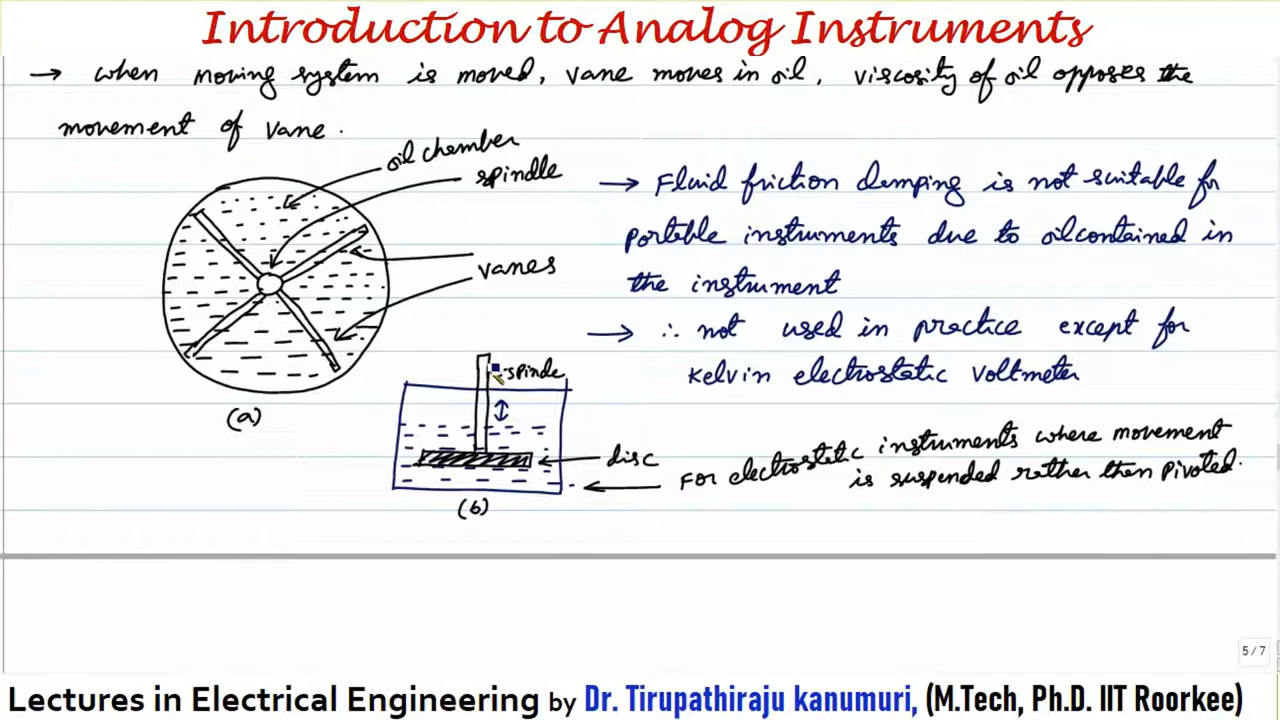 Introduction to Analog Instruments
→ when moving system is moved, vane moves in oil, viscosity of oil opposes the
movement of vane.
oil chamber
spindle
vanes
(a)
→ Fluid friction damping is not suitable for
portable instruments due to oil contained in
the instrument
→ ∴ not used in practice except for
kelvin electrostatic voltmeter
spinde
disc
For electrostatic instruments where movement
is suspended rather then pivoted.
(b)
5 / 7
Lectures in Electrical Engineering by Dr. Tirupathiraju kanumuri, (M.Tech, Ph.D. IIT Roorkee)